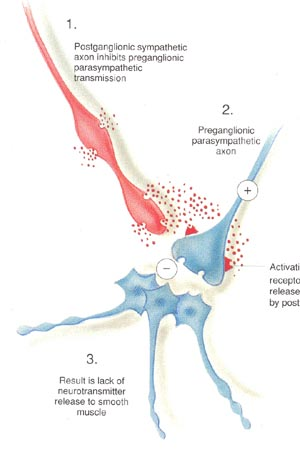 1.
Postganglionic sympathetic
axon inhibits preganglionic
parasympathetic
transmission
2.
Preganglionic
parasympathetic
axon
+
−
Activati
recepto
release
by post
3.
Result is lack of
neurotransmitter
release to smooth
muscle